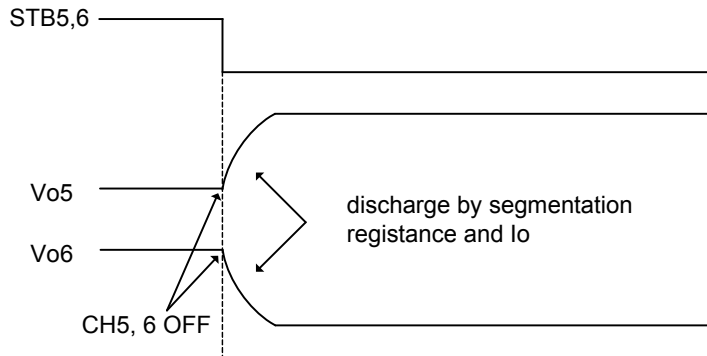 STB5,6
Vo5
discharge by segmentation
registance and Io
Vo6
CH5, 6 OFF